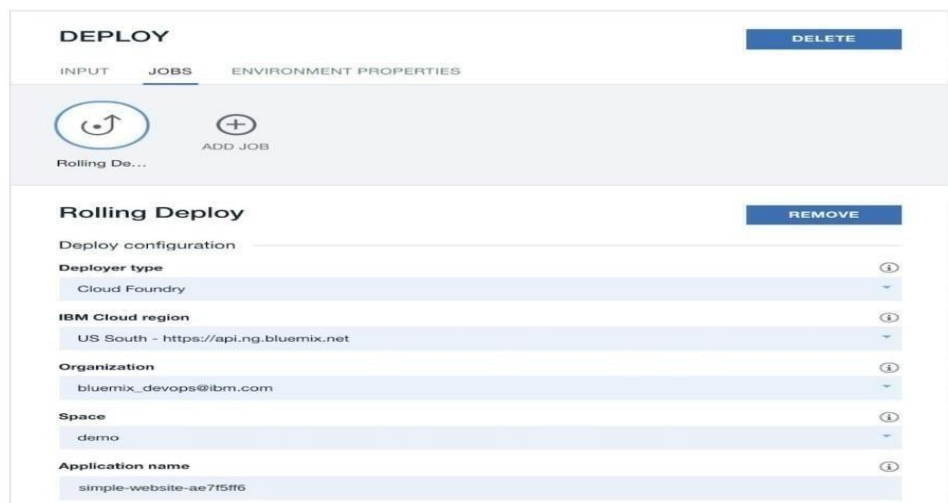 DEPLOY
DELETE
INPUT JOBS ENVIRONMENT PROPERTIES
ADD JOB
Rolling De...
Rolling Deploy
REMOVE
Deploy configuration
Deployer type
Cloud Foundry
IBM Cloud region
US South - https://api.ng.bluemix.net
Organization
bluemix_devops@ibm.com
Space
demo
Application name
simple-website-ae7f5ff6